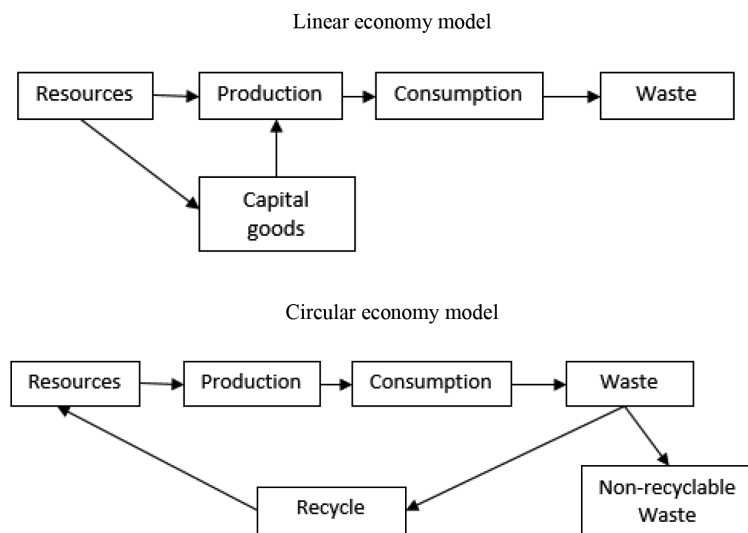 Linear economy model
Resources
Production
Consumption
Waste
Capital
goods
Circular economy model
Resources
Production
Consumption
Waste
Recycle
Non-recyclable
Waste